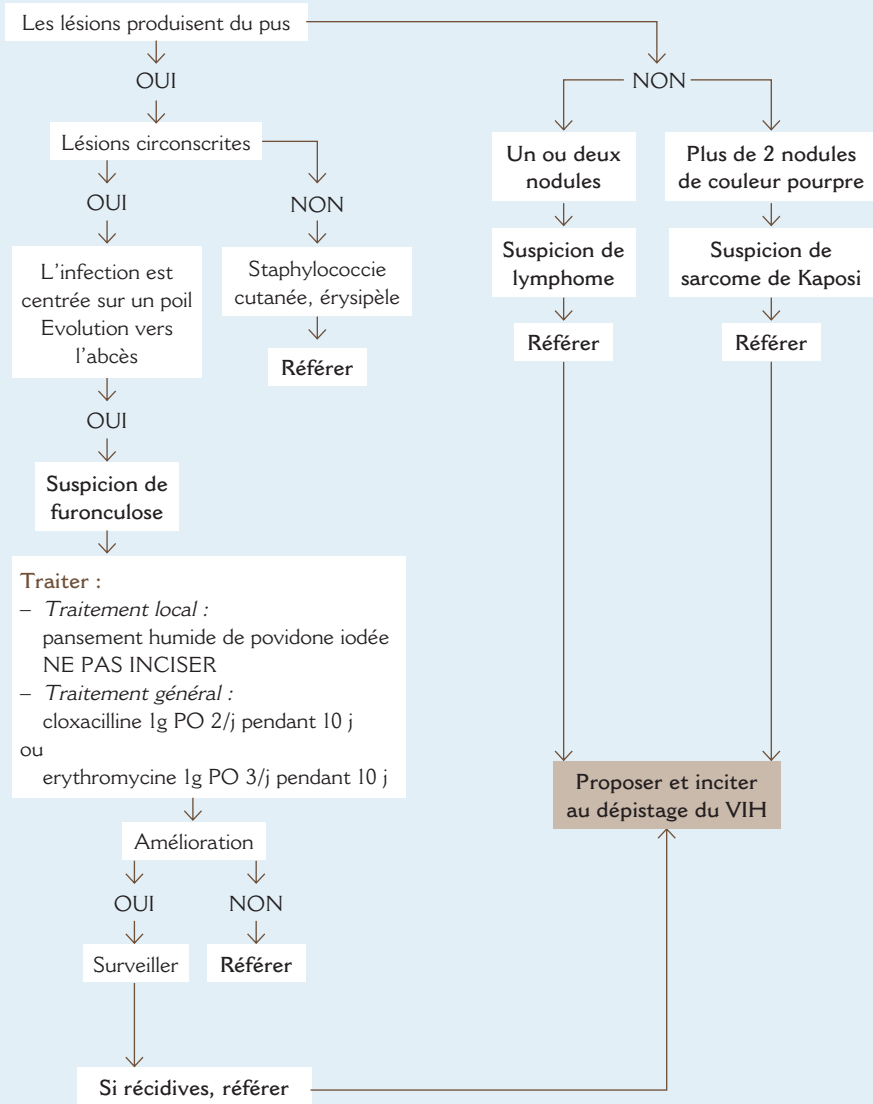 Les lésions produisent du pus
OUI
NON
Lésions circonscrites
OUI
NON
L'infection est
centrée sur un poil
Evolution vers
l'abcès
Staphylococcie
cutanée, érysipèle
Référer
OUI
Suspicion de
furonculose
Traiter :
– Traitement local :
pansement humide de povidone iodée
NE PAS INCISER
– Traitement général :
cloxacilline 1g PO 2/j pendant 10 j
ou
erythromycine 1g PO 3/j pendant 10 j
Amélioration
OUI
NON
Surveiller
Référer
Si récidives, référer
Un ou deux
nodules
Suspicion de
lymphome
Référer
Plus de 2 nodules
de couleur pourpre
Suspicion de
sarcome de Kaposi
Référer
Proposer et inciter
au dépistage du VIH